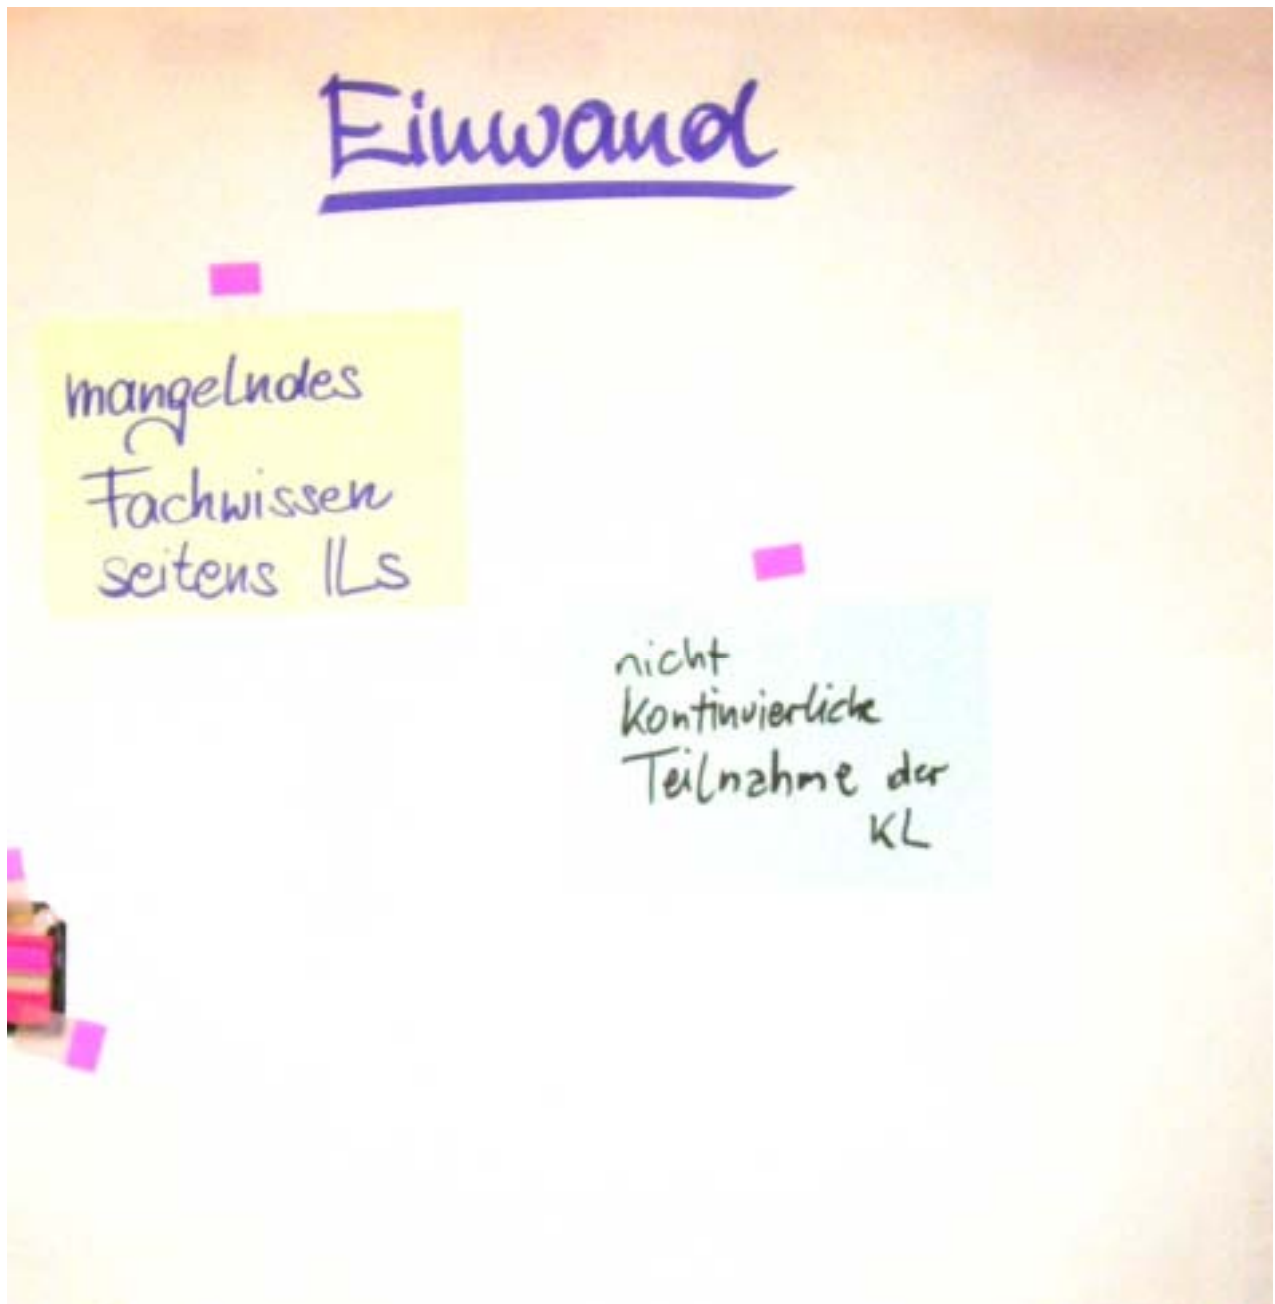 Einwand
mangelndes
Fachwissen
seitens ILs
nicht
kontinuierliche
Teilnahme der
KL